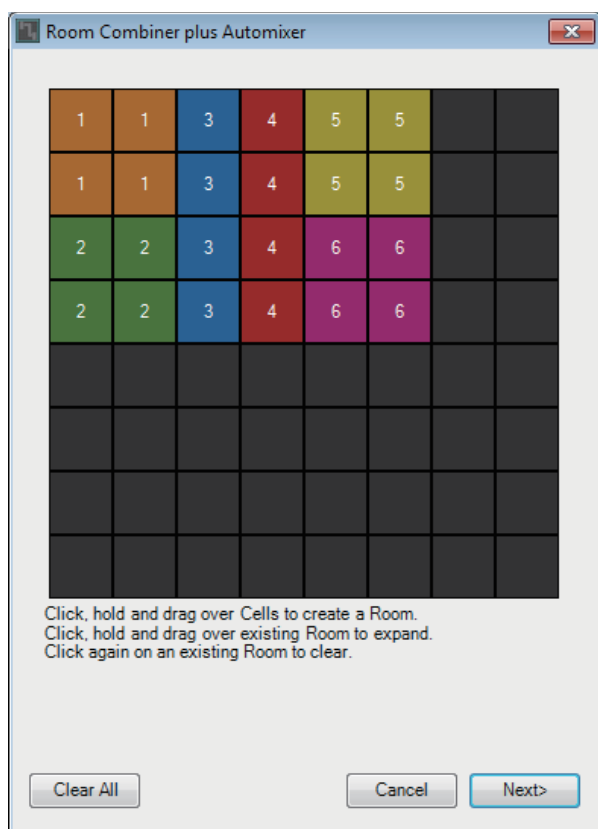 Room Combiner plus Automixer
1 1 3 4 5 5
1 1 3 4 5 5
2 2 3 4 6 6
2 2 3 4 6 6
Click, hold and drag over Cells to create a Room.
Click, hold and drag over existing Room to expand.
Click again on an existing Room to clear.
Clear All Cancel Next>